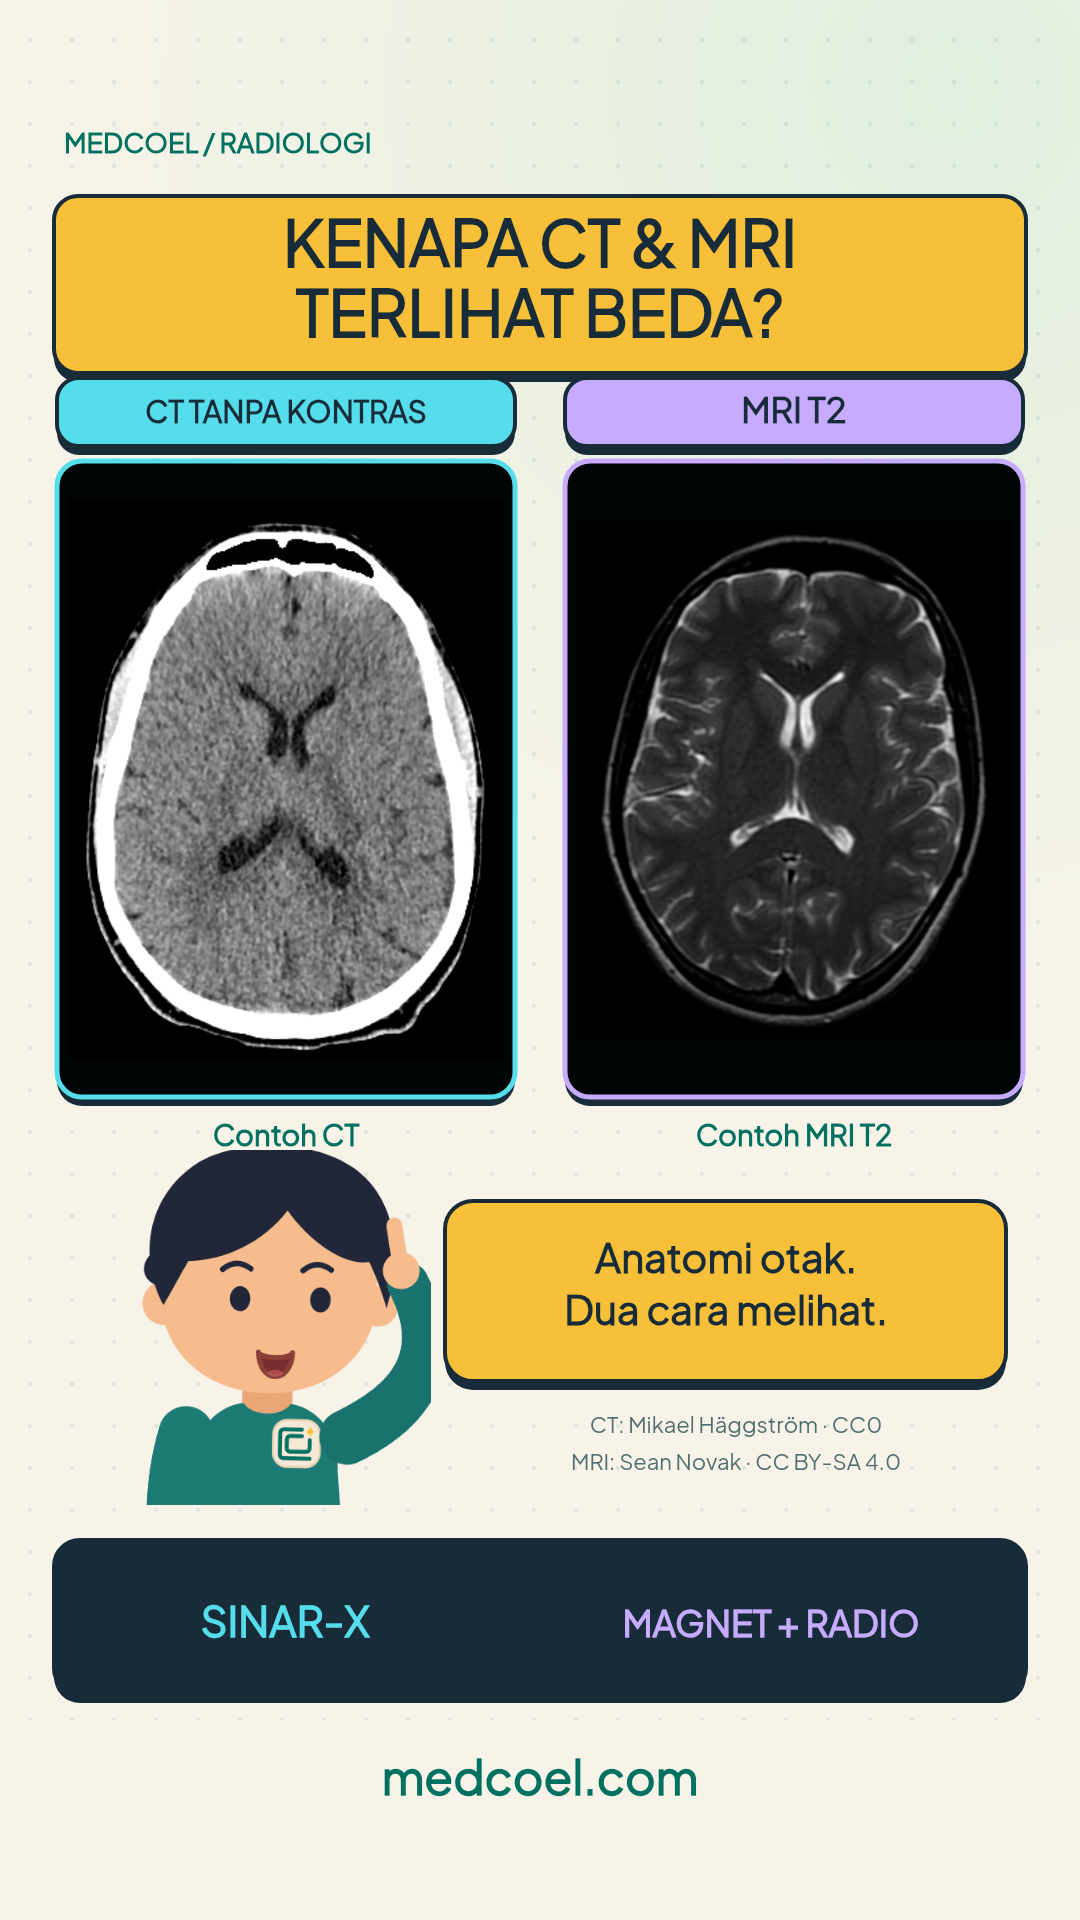 MEDCOEL / RADIOLOGI
KENAPA CT & MRI
TERLIHAT BEDA?
CT TANPA KONTRAS
MRI T2
Contoh CT
Contoh MRI T2
Anatomi otak.
Dua cara melihat.
CT: Mikael Häggström · CC0
MRI: Sean Novak · CC BY-SA 4.0
SINAR-X
MAGNET + RADIO
medcoel.com